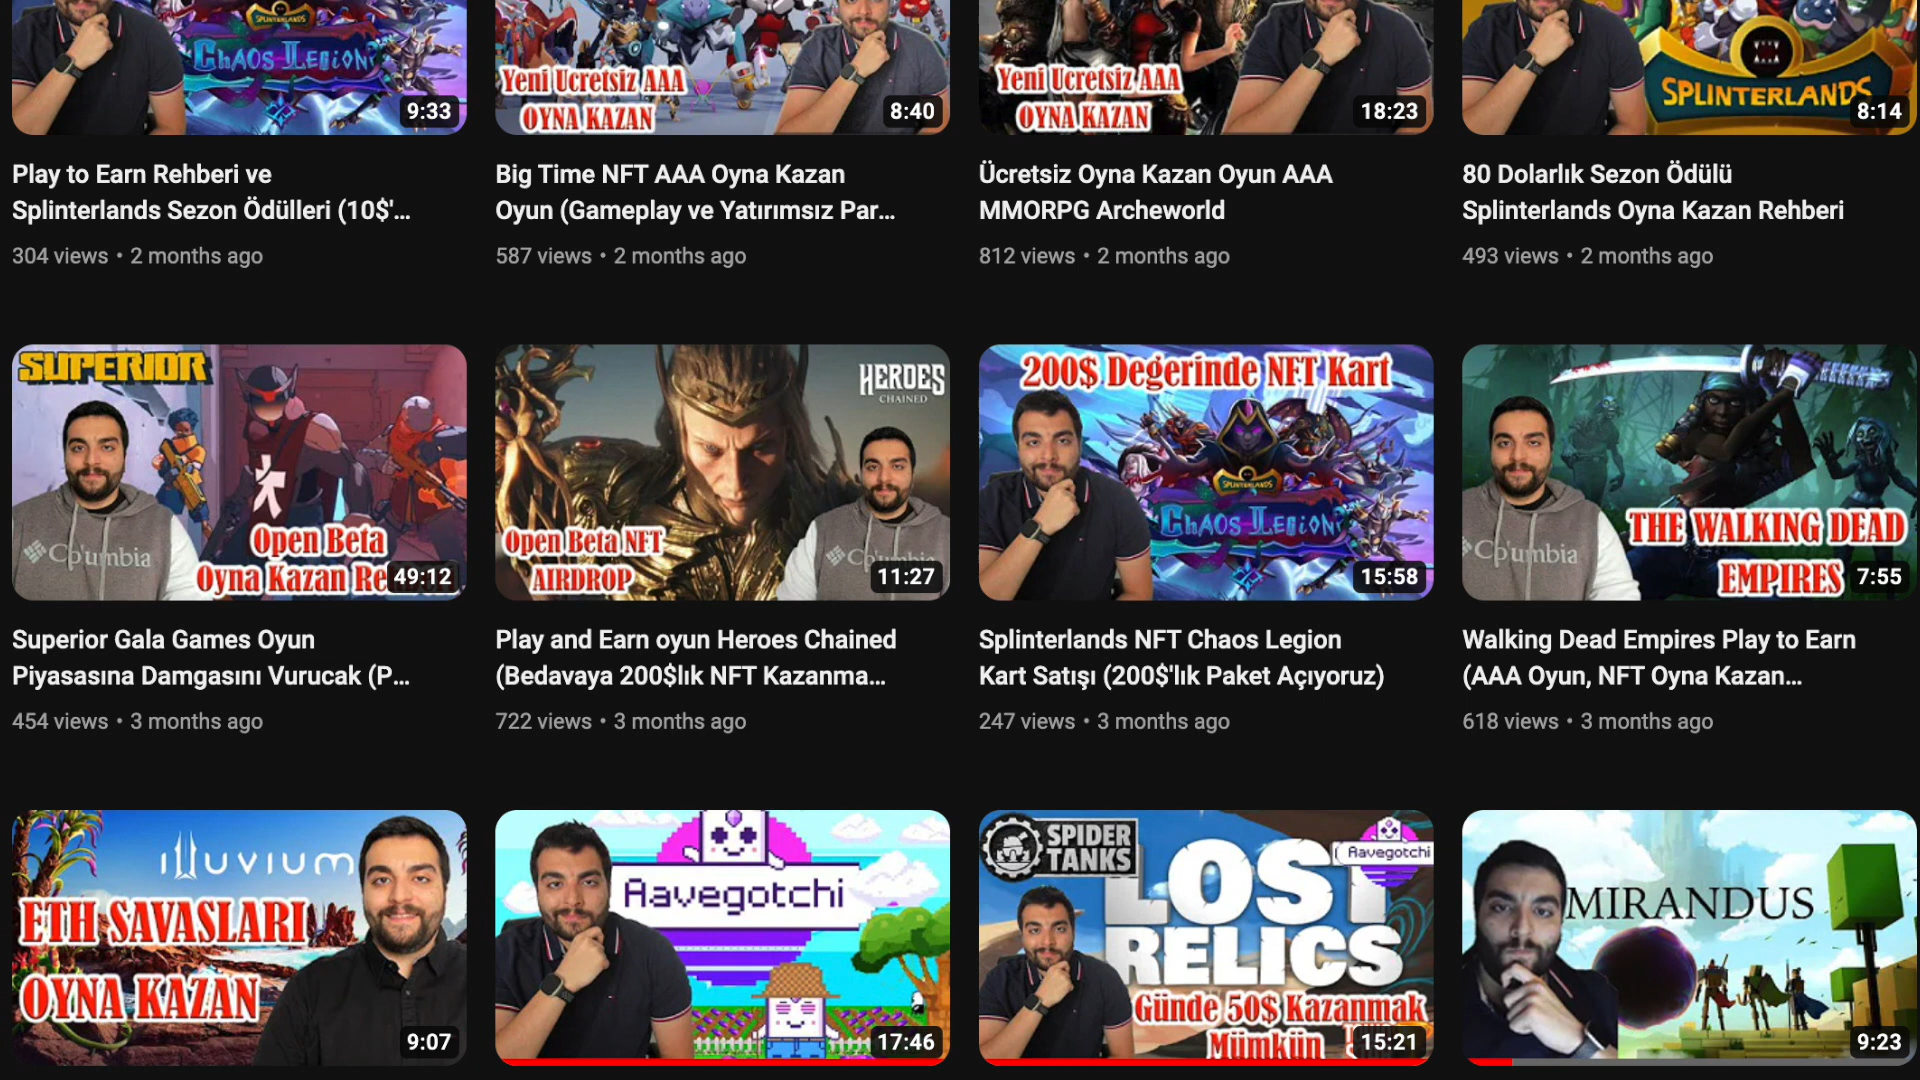 SPLINTERLANDS
CHAOS LEGION
9:33
Yeni Ucretsiz AAA
OYNA KAZAN
8:40
Yeni Ucretsiz AAA
OYNA KAZAN
18:23
SPLINTERLANDS
8:14
Play to Earn Rehberi ve
Splinterlands Sezon Ödülleri (10$'...
304 views • 2 months ago
Big Time NFT AAA Oyna Kazan
Oyun (Gameplay ve Yatırımsız Par...
587 views • 2 months ago
Ücretsiz Oyna Kazan Oyun AAA
MMORPG Archeworld
812 views • 2 months ago
80 Dolarlık Sezon Ödülü
Splinterlands Oyna Kazan Rehberi
493 views • 2 months ago
SUPERIOR
Columbia
Open Beta
Oyna Kazan Re
49:12
HEROES
CHAINED
Open Beta NFT
AIRDROP
Columbia
11:27
200$ Degerinde NFT Kart
SPLINTERLANDS
CHAOS LEGION
15:58
Columbia
THE WALKING DEAD
EMPIRES
7:55
Superior Gala Games Oyun
Piyasasına Damgasını Vurucak (P...
454 views • 3 months ago
Play and Earn oyun Heroes Chained
(Bedavaya 200$lık NFT Kazanma...
722 views • 3 months ago
Splinterlands NFT Chaos Legion
Kart Satışı (200$'lık Paket Açıyoruz)
247 views • 3 months ago
Walking Dead Empires Play to Earn
(AAA Oyun, NFT Oyna Kazan...
618 views • 3 months ago
ILLUVIUM
ETH SAVASLARI
OYNA KAZAN
9:07
Aavegotchi
17:46
SPIDER
TANKS
Aavegotchi
LOST
RELICS
Günde 50$ Kazanmak
Mümkün
15:21
MIRANDUS
9:23